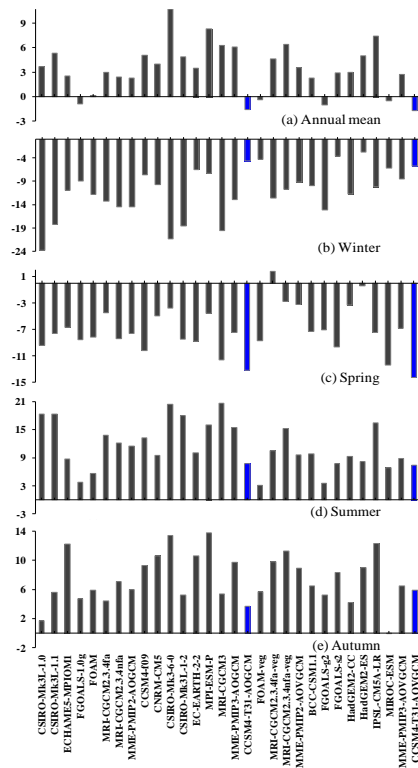 9
6
3
0
-3
(a) Annual mean
-4
-9
-14
-19
-24
(b) Winter
1
-3
-7
-11
-15
(c) Spring
21
15
9
3
-3
(d) Summer
14
10
6
2
-2
(e) Autumn
CSIRO-Mk3L-1.0
CSIRO-Mk3L-1.1
ECHAM5-MPIOM1
FGOALS-1.0g
FOAM
MRI-CGCM2.3.4fa
MRI-CGCM2.3.4nfa
MME-PMIP2-AOGCM
CCSM4-f09
CNRM-CM5
CSIRO-Mk3-6-0
CSIRO-Mk3L-1-2
EC-EARTH-2-2
MPI-ESM-P
MRI-CGCM3
MME-PMIP3-AOGCM
CCSM4-T31-AOGCM
FOAM-veg
MRI-CGCM2.3.4fa-veg
MRI-CGCM2.3.4nfa-veg
MME-PMIP2-AOVGCM
BCC-CSM1.1
FGOALS-g2
FGOALS-s2
HadGEM2-CC
HadGEM2-ES
IPSL-CM5A-LR
MIROC-ESM
MME-PMIP3-AOVGCM
CCSM4-T31-AOVGCM